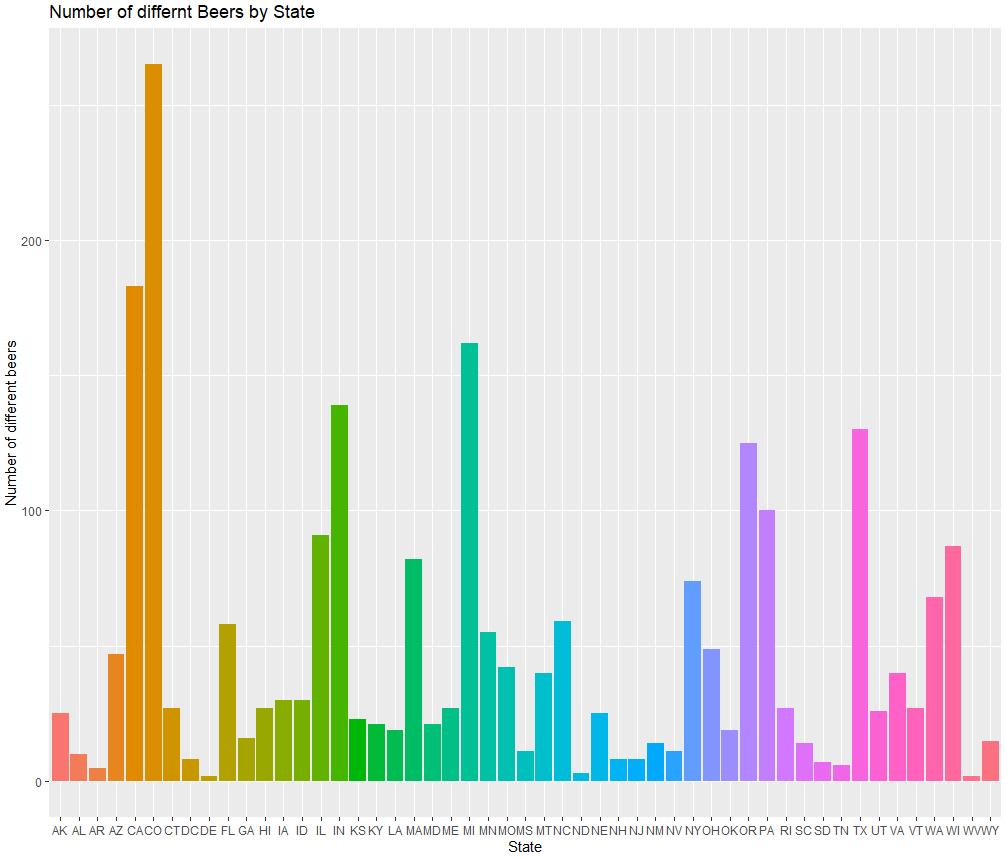 Number of differnt Beers by State
Number of different beers
200
100
0
AK AL AR AZ CA CO CT DC DE FL GA HI IA ID IL IN KS KY LA MA MD ME MI MN MO MS MT NC ND NE NH NJ NM NV NY OH OK OR PA RI SC SD TN TX UT VA VT WA WI WV WY
State